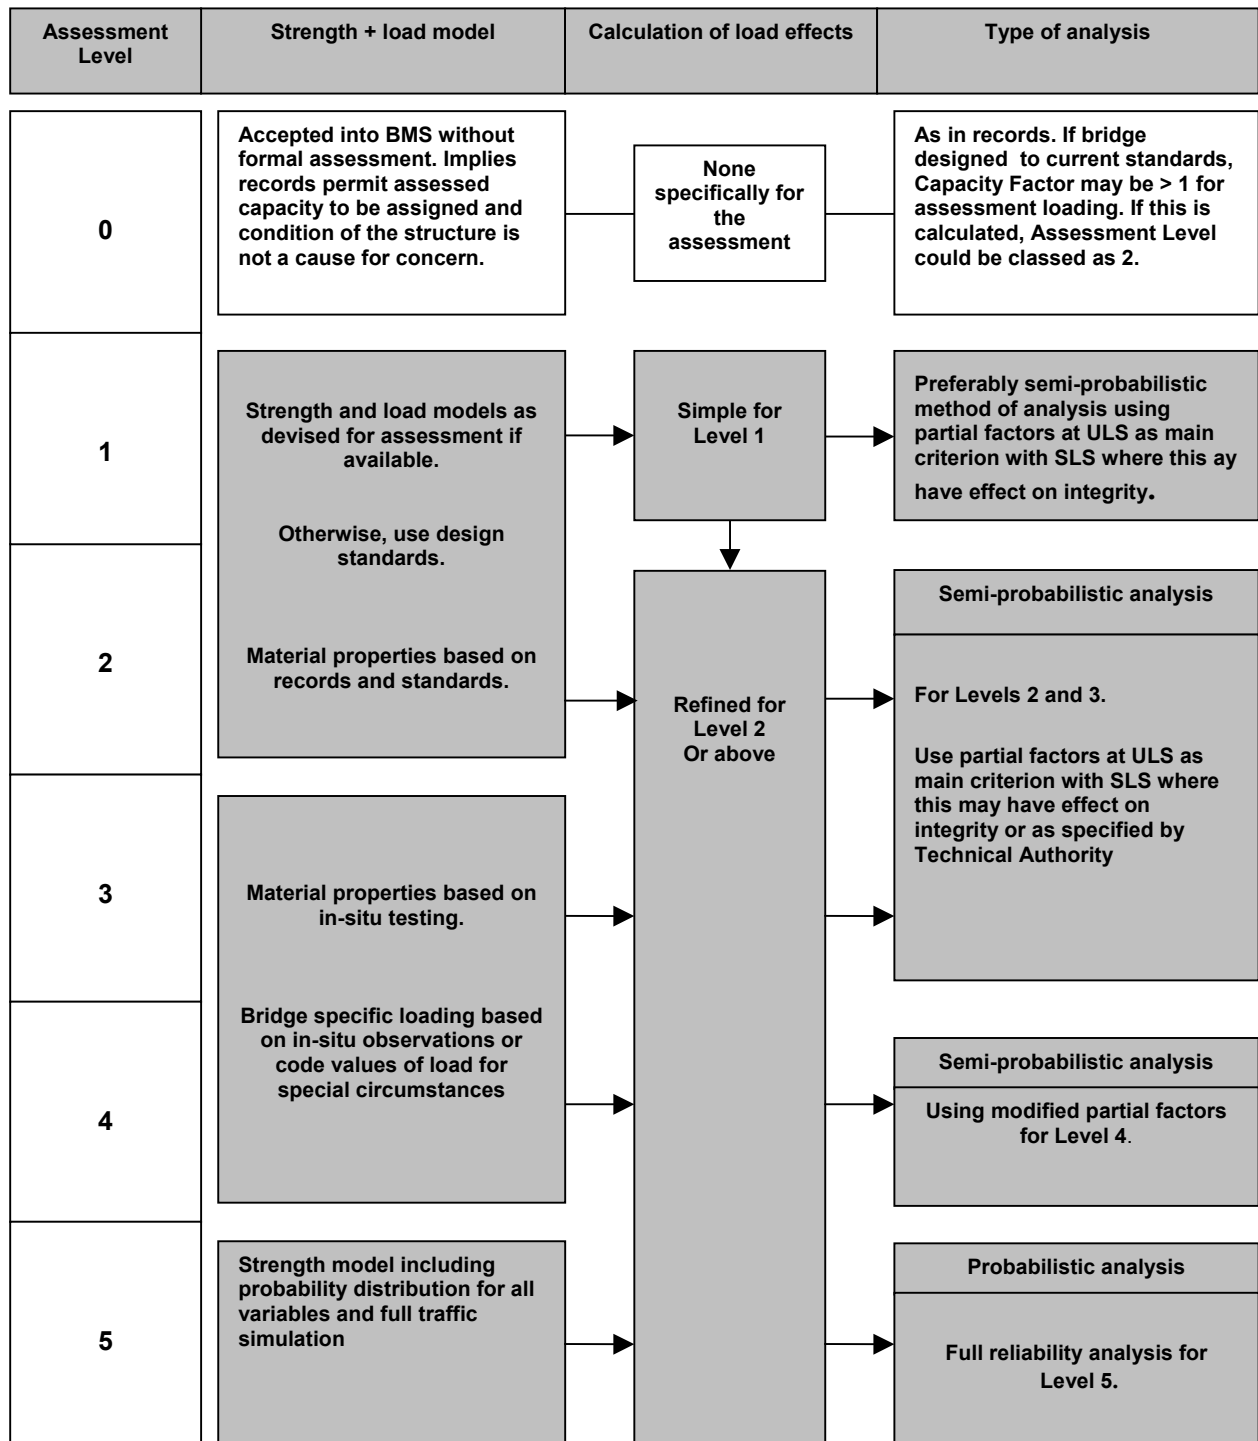 Assessment
Level
Strength + load model
Calculation of load effects
Type of analysis
0
Accepted into BMS without
formal assessment. Implies
records permit assessed
capacity to be assigned and
condition of the structure is
not a cause for concern.
None
specifically for
the
assessment
As in records. If bridge
designed to current standards,
Capacity Factor may be > 1 for
assessment loading. If this is
calculated, Assessment Level
could be classed as 2.
1
Strength and load models as
devised for assessment if
available.
Otherwise, use design
standards.
Simple for
Level 1
Preferably semi-probabilistic
method of analysis using
partial factors at ULS as main
criterion with SLS where this ay
have effect on integrity.
2
Material properties based on
records and standards.
Refined for
Level 2
Or above
Semi-probabilistic analysis
For Levels 2 and 3.
Use partial factors at ULS as
main criterion with SLS where
this may have effect on
integrity or as specified by
Technical Authority
3
Material properties based on
in-situ testing.
Bridge specific loading based
on in-situ observations or
code values of load for
special circumstances
4
Semi-probabilistic analysis
Using modified partial factors
for Level 4.
5
Strength model including
probability distribution for all
variables and full traffic
simulation
Probabilistic analysis
Full reliability analysis for
Level 5.